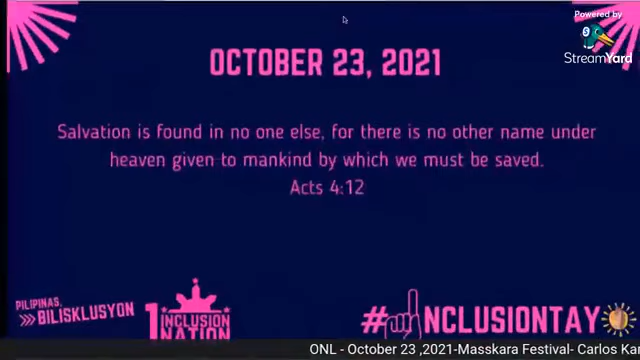 Powered by
StreamYard
OCTOBER 23, 2021
Salvation is found in no one else, for there is no other name under
heaven given to mankind by which we must be saved.
Acts 4:12
PILIPINAS,
BILISKLUSYON
1 INCLUSION
NATION
#1NCLUSIONTAYO
ONL - October 23 ,2021-Masskara Festival- Carlos Ka